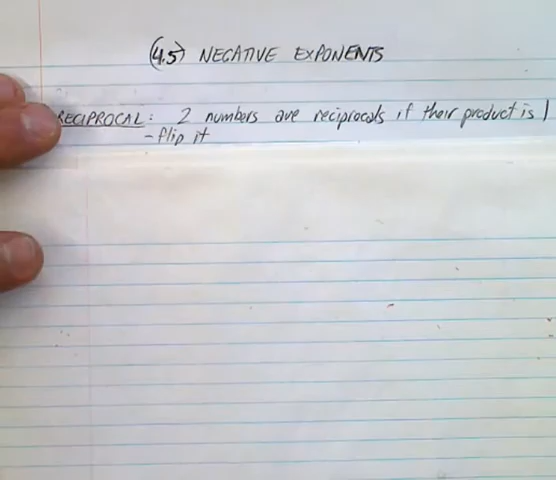 (4.5) NEGATIVE EXPONENTS
RECIPROCAL: 2 numbers are reciprocals if their product is 1
- flip it